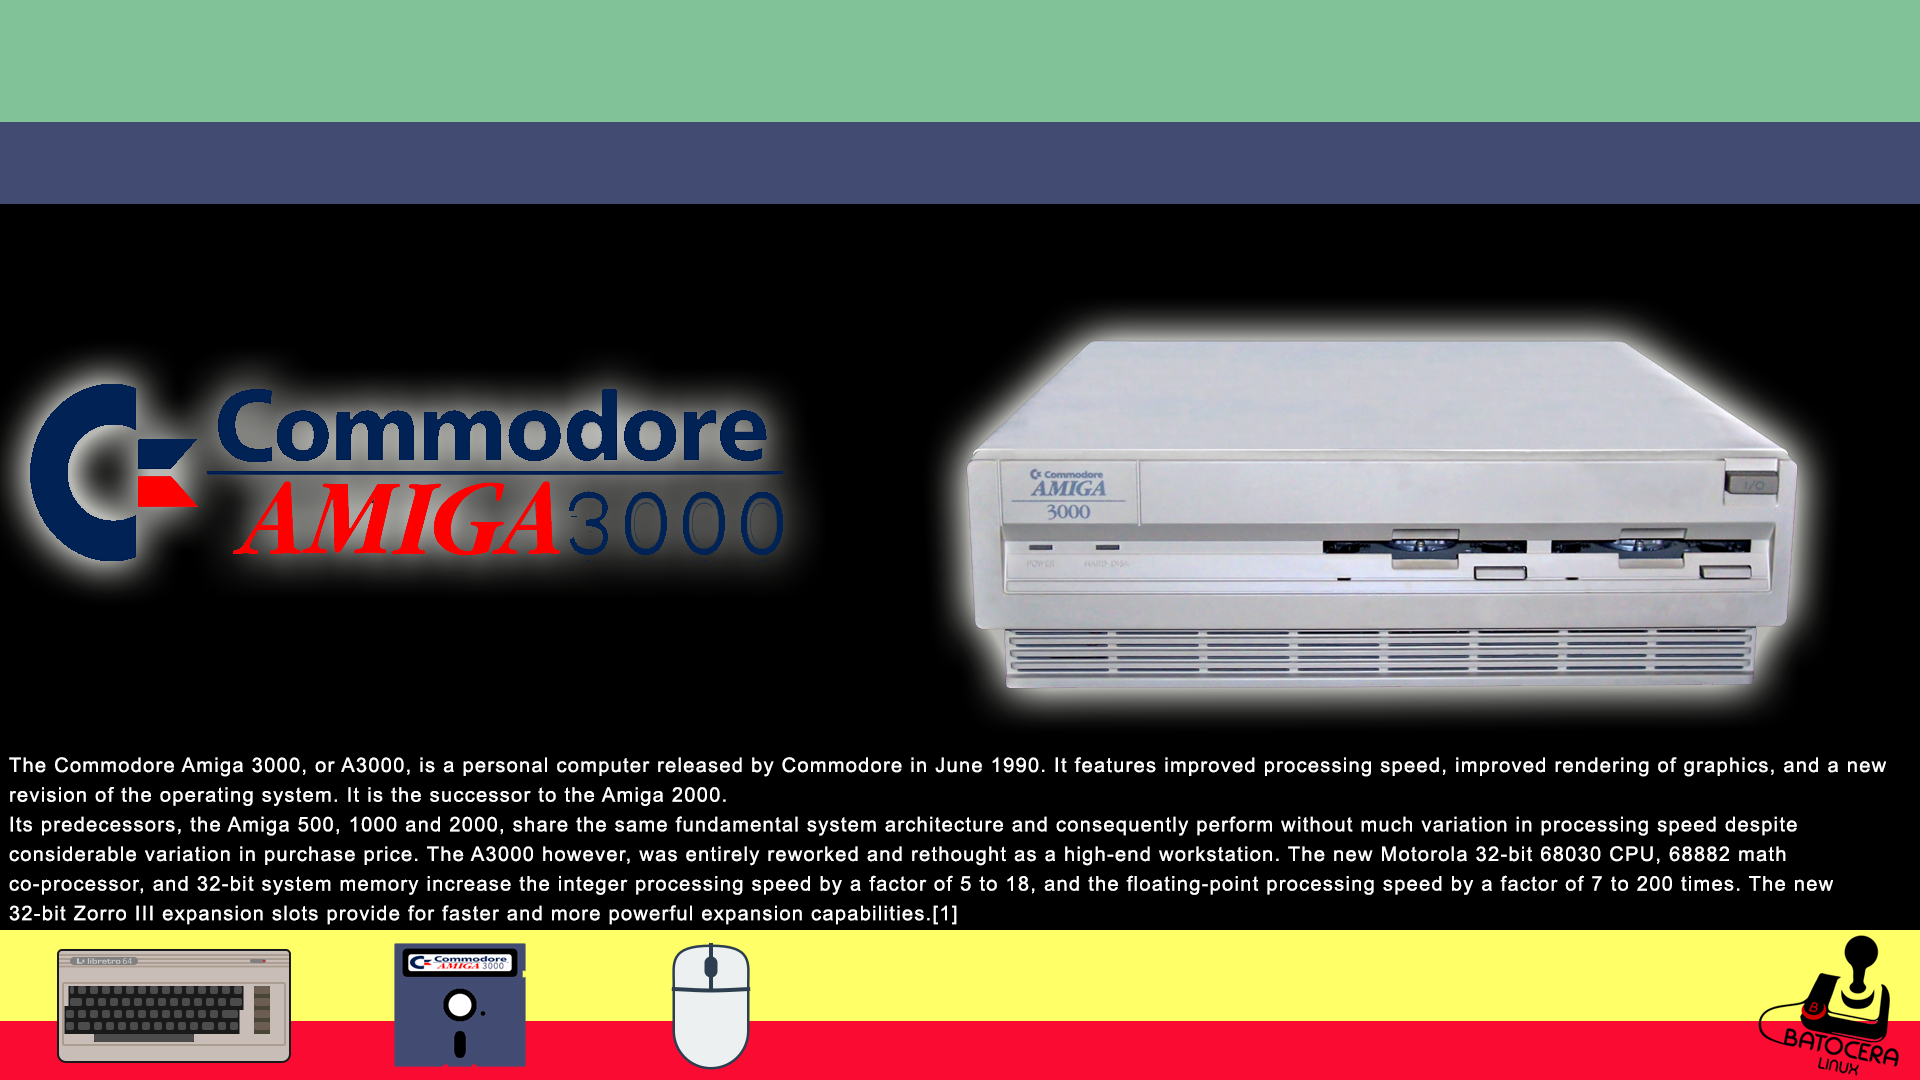 Commodore
AMIGA 3000
Commodore
AMIGA
3000
I/O
POWER HARD DISK
The Commodore Amiga 3000, or A3000, is a personal computer released by Commodore in June 1990. It features improved processing speed, improved rendering of graphics, and a new
revision of the operating system. It is the successor to the Amiga 2000.
Its predecessors, the Amiga 500, 1000 and 2000, share the same fundamental system architecture and consequently perform without much variation in processing speed despite
considerable variation in purchase price. The A3000 however, was entirely reworked and rethought as a high-end workstation. The new Motorola 32-bit 68030 CPU, 68882 math
co-processor, and 32-bit system memory increase the integer processing speed by a factor of 5 to 18, and the floating-point processing speed by a factor of 7 to 200 times. The new
32-bit Zorro III expansion slots provide for faster and more powerful expansion capabilities.[1]
libretro 64
Commodore
AMIGA 3000
B
BATOCERA
LINUX